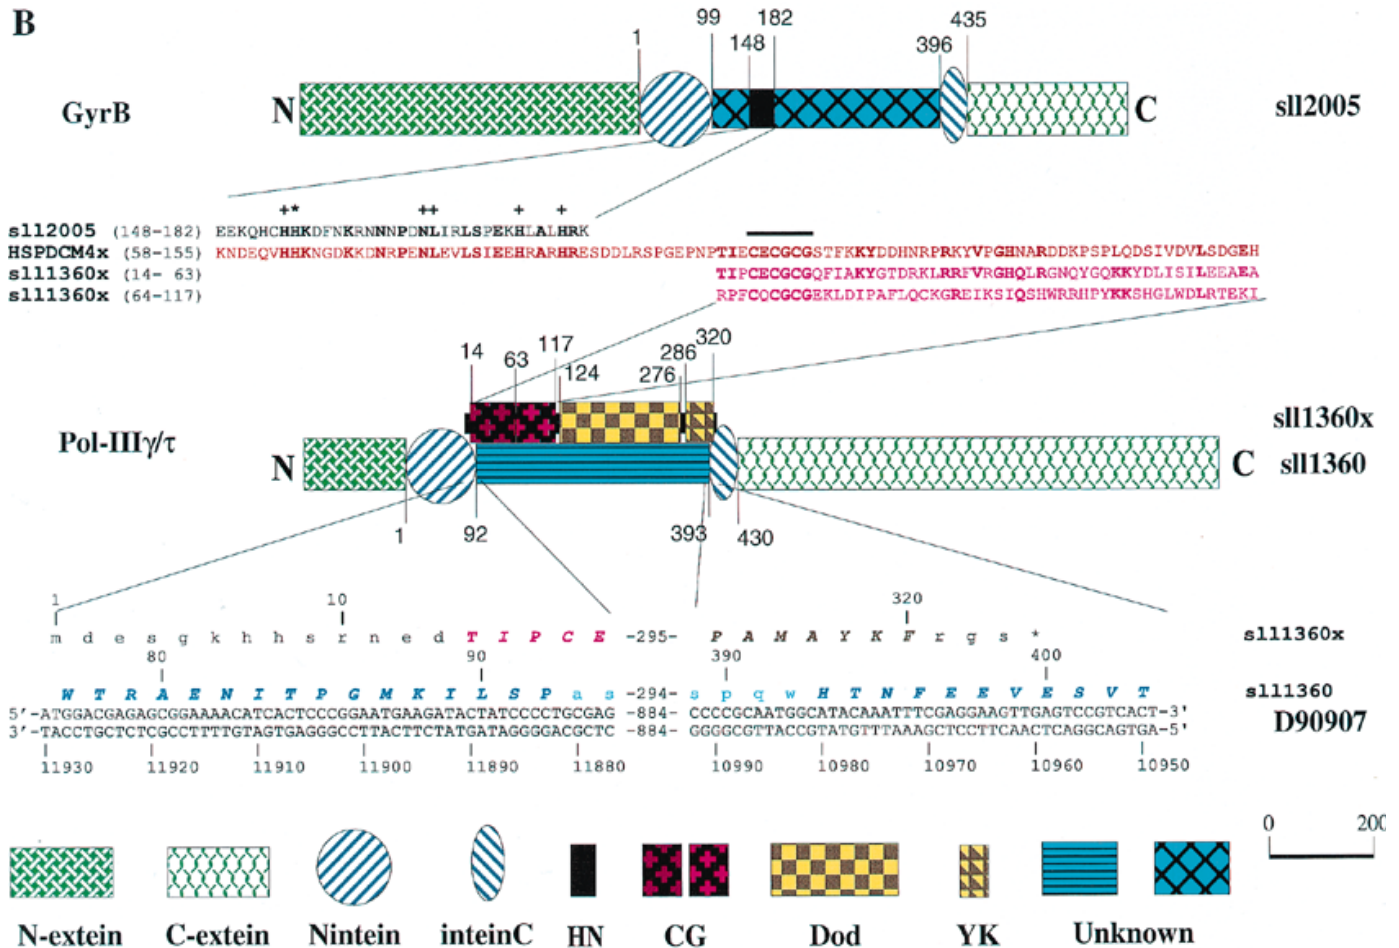 B
1 99 148 182 396 435
GyrB N C sll2005
+* ++ + +
sll2005 (148-182) EEKQHCHHKDFNKRNNNPDNLIRLSPEKHLALHRK
HSPDCM4x (58-155) KNDEQVHHKNGDKKDNRPENLEVLSIEEHRARHRESDDLRSPGEPNPTIECECGCGSTFKKYDDHNRPRKYVPGHNARDDKPSPLQDSIVDVLSDGEH
sll1360x (14- 63) TIPCECGCGQFIAKYGTDRKLRRFVRGHQLRGNQYGQKKYDLISILEEAEA
sll1360x (64-117) RPFCQCGCGEKLDIPAFLQCKGREIKSIQSHWRRHPYKKSHGLWDLRTEKI
14 63 117 124 276 286 320
sll1360x
Pol-IIIγ/τ N C sll1360
1 92 393 430
1 10 320
m d e s g k h h s r n e d T I P C E -295- P A M A Y K F r g s * sll1360x
80 90 390 400
W T R A E N I T P G M K I L S P a s -294- s p q w H T N F E E V E S V T sll1360
5'-ATGGACGAGAGCGGAAAACATCACTCCCGGAATGAAGATACTATCCCCTGCGAG -884- CCCCGCAATGGCATACAAATTTCGAGGAAGTTGAGTCCGTCACT-3'
3'-TACCTGCTCTCGCCTTTTGTAGTGAGGGCCTTACTTCTATGATAGGGGACGCTC -884- GGGGCGTTACCGTATGTTTAAAGCTCCTTCAACTCAGGCAGTGA-5'
D90907
11930 11920 11910 11900 11890 11880 10990 10980 10970 10960 10950
0 200
N-extein C-extein Nintein inteinC HN CG Dod YK Unknown